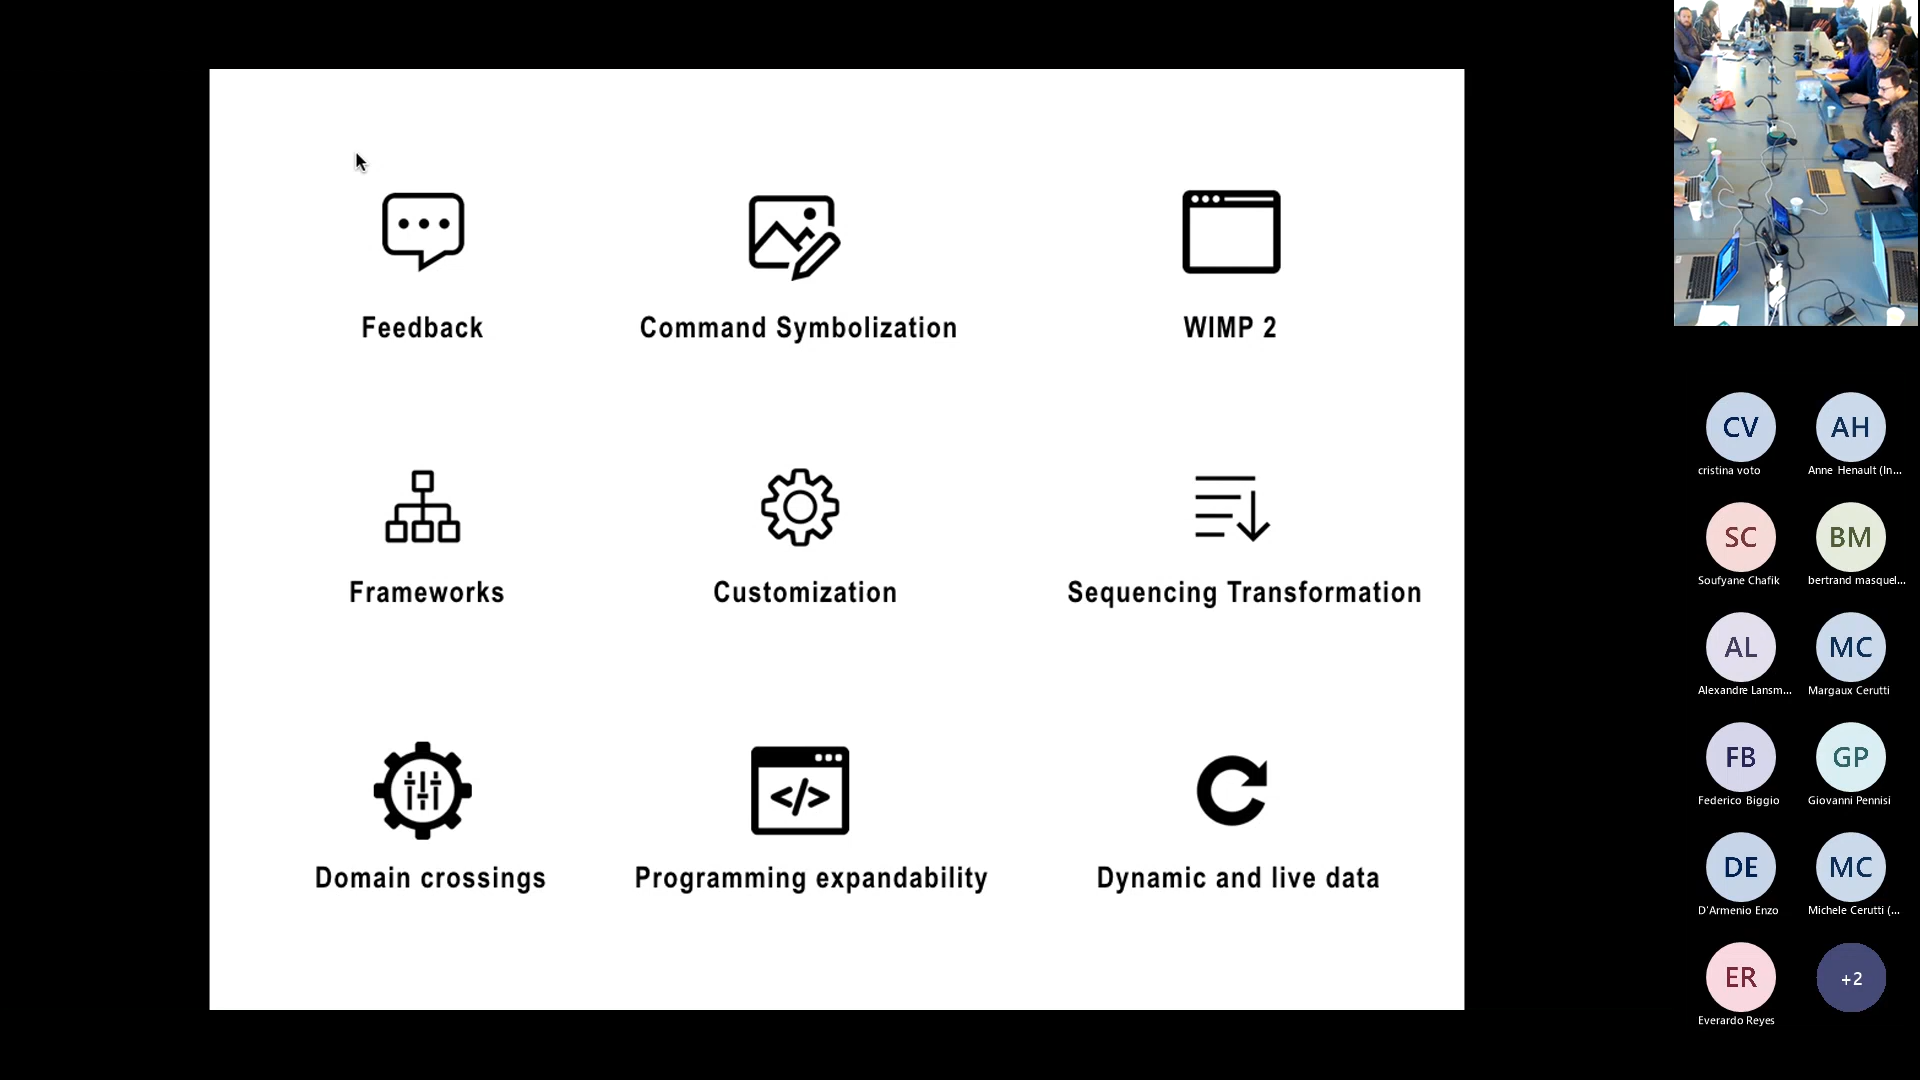 Feedback
Command Symbolization
WIMP 2
Frameworks
Customization
Sequencing Transformation
Domain crossings
</>
Programming expandability
Dynamic and live data
CV
AH
cristina voto
Anne Henault (In...
SC
BM
Soufyane Chafik
bertrand masquel...
AL
MC
Alexandre Lansm...
Margaux Cerutti
FB
GP
Federico Biggio
Giovanni Pennisi
DE
MC
D'Armenio Enzo
Michele Cerutti (...
ER
+2
Everardo Reyes